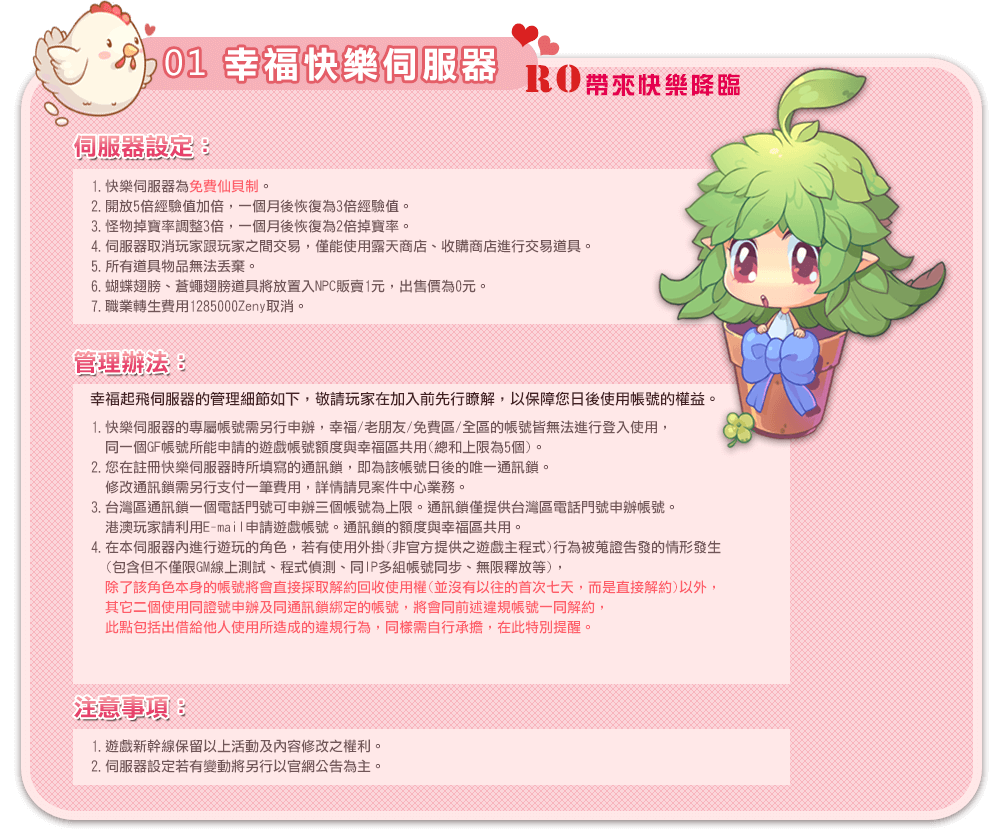 01 幸福快樂伺服器
RO 帶來快樂降臨
伺服器設定：
1. 快樂伺服器為免費仙貝制。
2. 開放5倍經驗值加倍，一個月後恢復為3倍經驗值。
3. 怪物掉寶率調整3倍，一個月後恢復為2倍掉寶率。
4. 伺服器取消玩家跟玩家之間交易，僅能使用露天商店、收購商店進行交易道具。
5. 所有道具物品無法丟棄。
6. 蝴蝶翅膀、蒼蠅翅膀道具將放置入NPC販賣1元，出售價為0元。
7. 職業轉生費用1285000Zeny取消。
管理辦法：
幸福起飛伺服器的管理細節如下，敬請玩家在加入前先行瞭解，以保障您日後使用帳號的權益。
1. 快樂伺服器的專屬帳號需另行申辦，幸福/老朋友/免費區/全區的帳號皆無法進行登入使用，
同一個GF帳號所能申請的遊戲帳號額度與幸福區共用(總和上限為5個)。
2. 您在註冊快樂伺服器時所填寫的通訊鎖，即為該帳號日後的唯一通訊鎖。
修改通訊鎖需另行支付一筆費用，詳情請見案件中心業務。
3. 台灣區通訊鎖一個電話門號可申辦三個帳號為上限。通訊鎖僅提供台灣區電話門號申辦帳號。
港澳玩家請利用E-mail申請遊戲帳號。通訊鎖的額度與幸福區共用。
4. 在本伺服器內進行遊玩的角色，若有使用外掛(非官方提供之遊戲主程式)行為被蒐證告發的情形發生
(包含但不僅限GM線上測試、程式偵測、同IP多組帳號同步、無限釋放等)，
除了該角色本身的帳號將會直接採取解約回收使用權(並沒有以往的首次七天，而是直接解約)以外，
其它二個使用同證號申辦及同通訊鎖綁定的帳號，將會同前述違規帳號一同解約，
此點包括出借給他人使用所造成的違規行為，同樣需自行承擔，在此特別提醒。
注意事項：
1. 遊戲新幹線保留以上活動及內容修改之權利。
2. 伺服器設定若有變動將另行以官網公告為主。